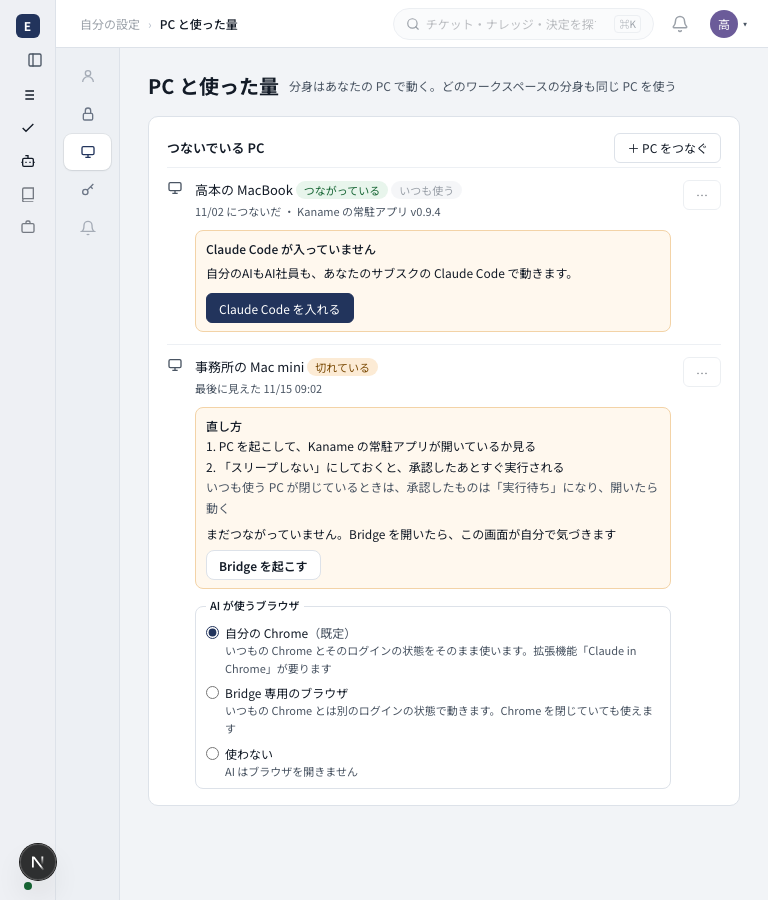 E
自分の設定 › PC と使った量
チケット・ナレッジ・決定を探 ⌘K
高
PC と使った量 分身はあなたの PC で動く。どのワークスペースの分身も同じ PC を使う
つないでいる PC
＋ PC をつなぐ
高本の MacBook つながっている いつも使う
…
11/02 につないだ ・ Kaname の常駐アプリ v0.9.4
Claude Code が入っていません
自分のAIもAI社員も、あなたのサブスクの Claude Code で動きます。
Claude Code を入れる
事務所の Mac mini 切れている
…
最後に見えた 11/15 09:02
直し方
1. PC を起こして、Kaname の常駐アプリが開いているか見る
2. 「スリープしない」にしておくと、承認したあとすぐ実行される
いつも使う PC が閉じているときは、承認したものは「実行待ち」になり、開いたら
動く
まだつながっていません。Bridge を開いたら、この画面が自分で気づきます
Bridge を起こす
AI が使うブラウザ
自分の Chrome（既定）
いつもの Chrome とそのログインの状態をそのまま使います。拡張機能「Claude in
Chrome」が要ります
Bridge 専用のブラウザ
いつもの Chrome とは別のログインの状態で動きます。Chrome を閉じていても使えま
す
使わない
AI はブラウザを開きません
N